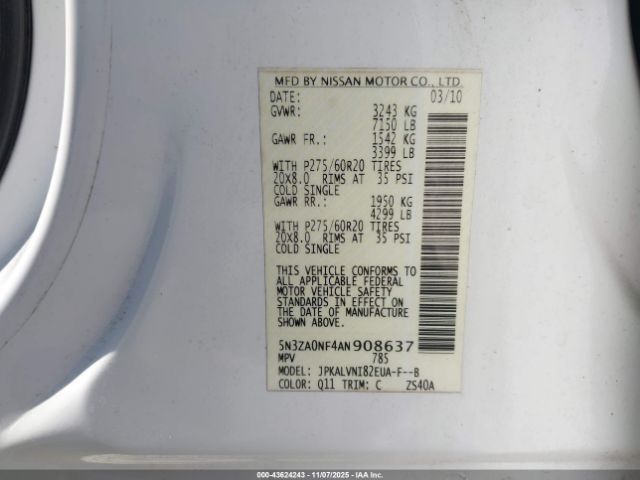 MFD BY NISSAN MOTOR CO., LTD.
DATE: 03/10
GVWR: 3243 KG
7150 LB
GAWR FR.: 1542 KG
3399 LB
WITH P275/60R20 TIRES
20X8.0 RIMS AT 35 PSI
COLD SINGLE
GAWR RR.: 1950 KG
4299 LB
WITH P275/60R20 TIRES
20X8.0 RIMS AT 35 PSI
COLD SINGLE
THIS VEHICLE CONFORMS TO
ALL APPLICABLE FEDERAL
MOTOR VEHICLE SAFETY
STANDARDS IN EFFECT ON
THE DATE OF MANUFACTURE
SHOWN ABOVE.
5N3ZA0NF4AN908637
MPV 785
MODEL: JPKALVNI82EUA-F--B
COLOR: Q11 TRIM: C ZS40A
000-43624243 - 11/07/2025 - IAA Inc.